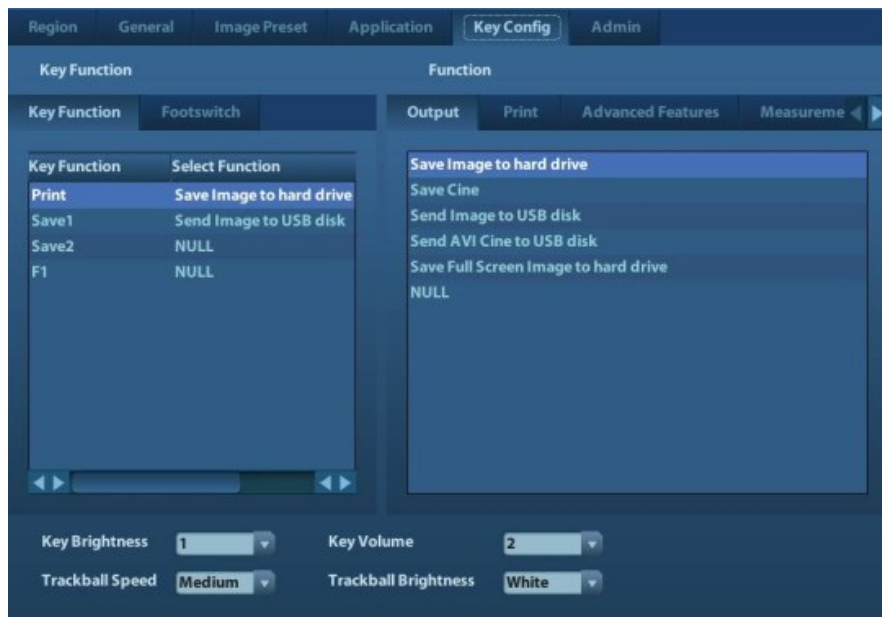 Region General Image Preset Application Key Config Admin
Key Function Function
Key Function Footswitch Output Print Advanced Features Measureme
Key Function Select Function
Print Save Image to hard drive
Save1 Send Image to USB disk
Save2 NULL
F1 NULL
Save Image to hard drive
Save Cine
Send Image to USB disk
Send AVI Cine to USB disk
Save Full Screen Image to hard drive
NULL
Key Brightness 1 Key Volume 2
Trackball Speed Medium Trackball Brightness White